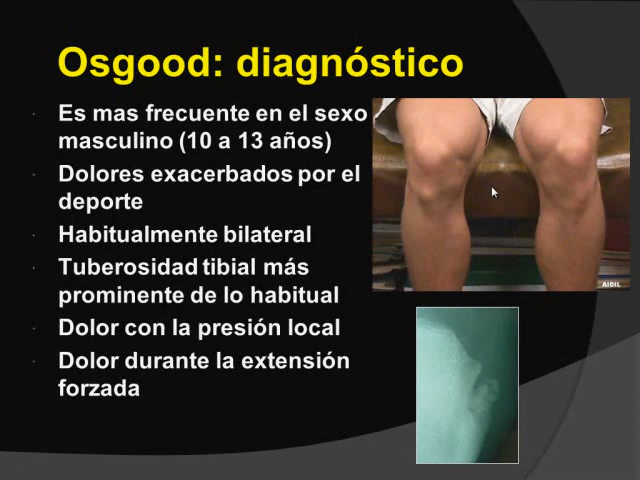 Osgood: diagnóstico
Es mas frecuente en el sexo
masculino (10 a 13 años)
Dolores exacerbados por el
deporte
Habitualmente bilateral
Tuberosidad tibial más
prominente de lo habitual
Dolor con la presión local
Dolor durante la extensión
forzada
AIDIL